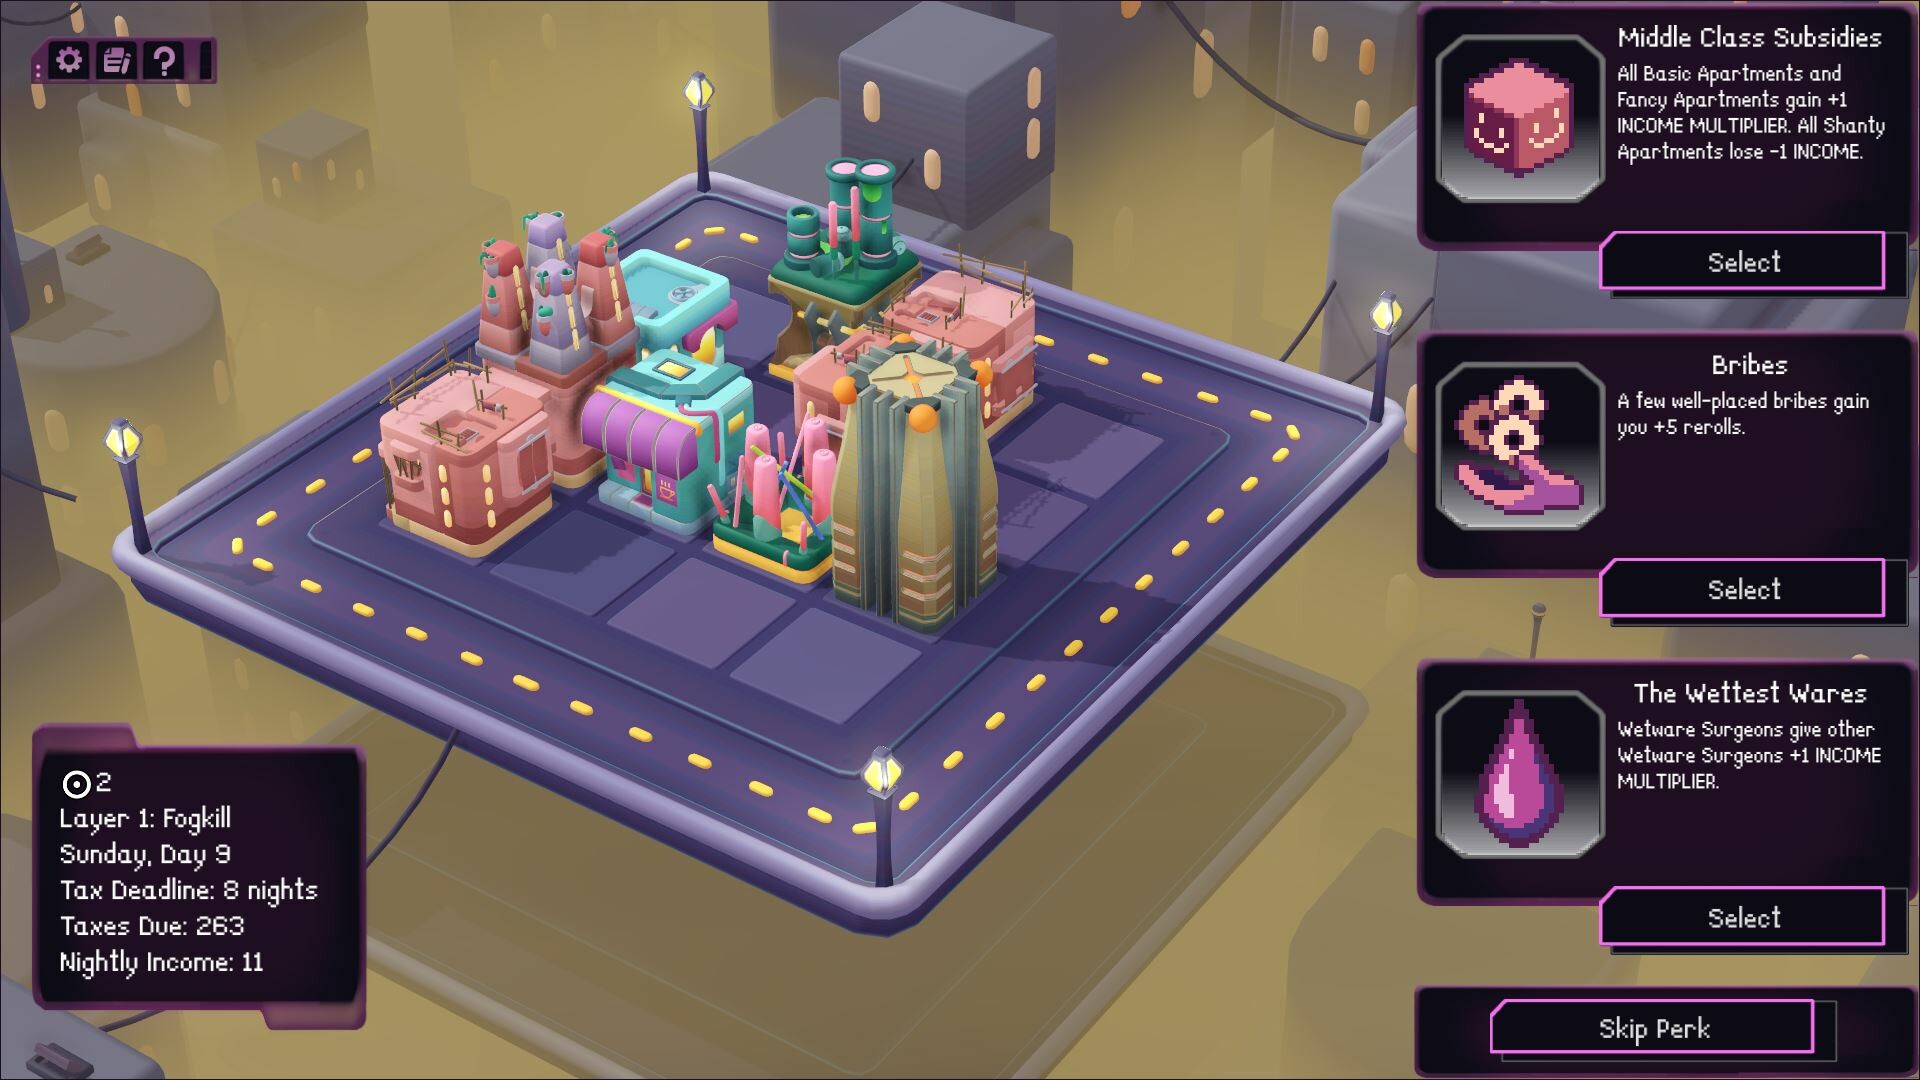 ?
Middle Class Subsidies
All Basic Apartments and
Fancy Apartments gain +1
INCOME MULTIPLIER. All Shanty
Apartments lose -1 INCOME.
Select
Bribes
A few well-placed bribes gain
you +5 rerolls.
Select
The Wettest Wares
Wetware Surgeons give other
Wetware Surgeons +1 INCOME
MULTIPLIER.
Select
Skip Perk
2
Layer 1: Fogkill
Sunday, Day 9
Tax Deadline: 8 nights
Taxes Due: 263
Nightly Income: 11